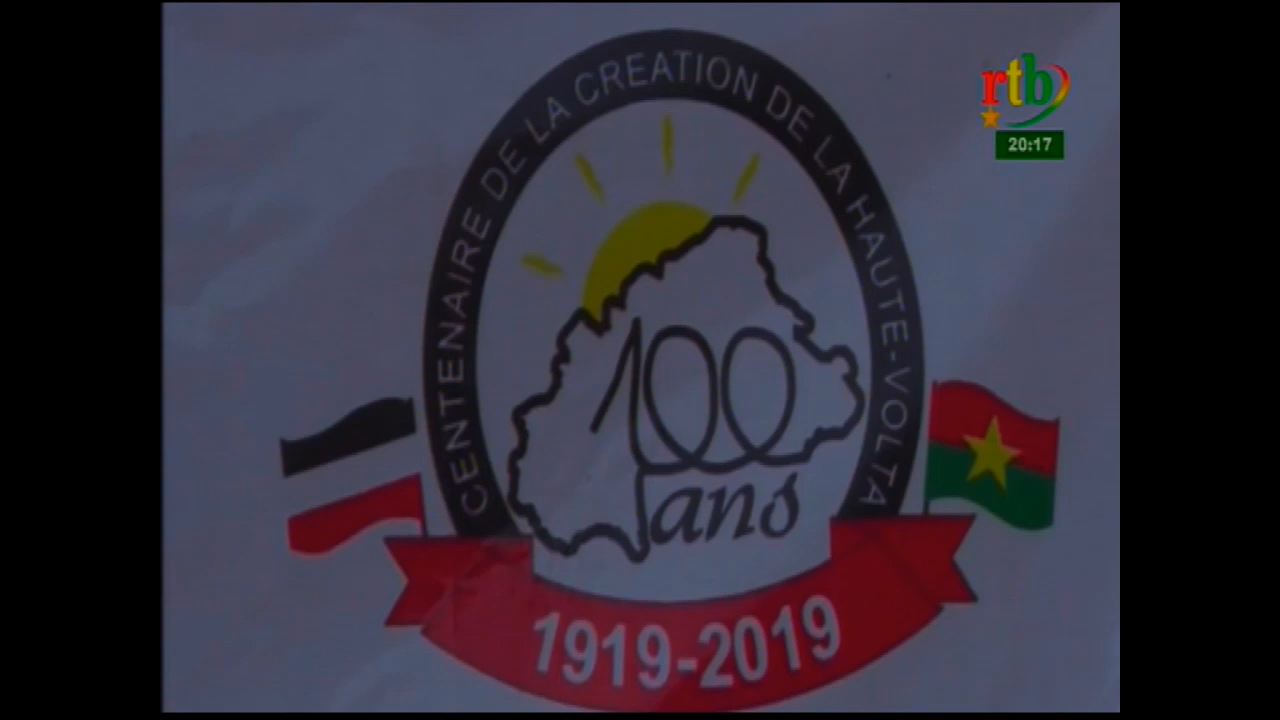 rtb
20:17
CENTENAIRE DE LA CREATION DE LA HAUTE-VOLTA
100
ans
1919-2019